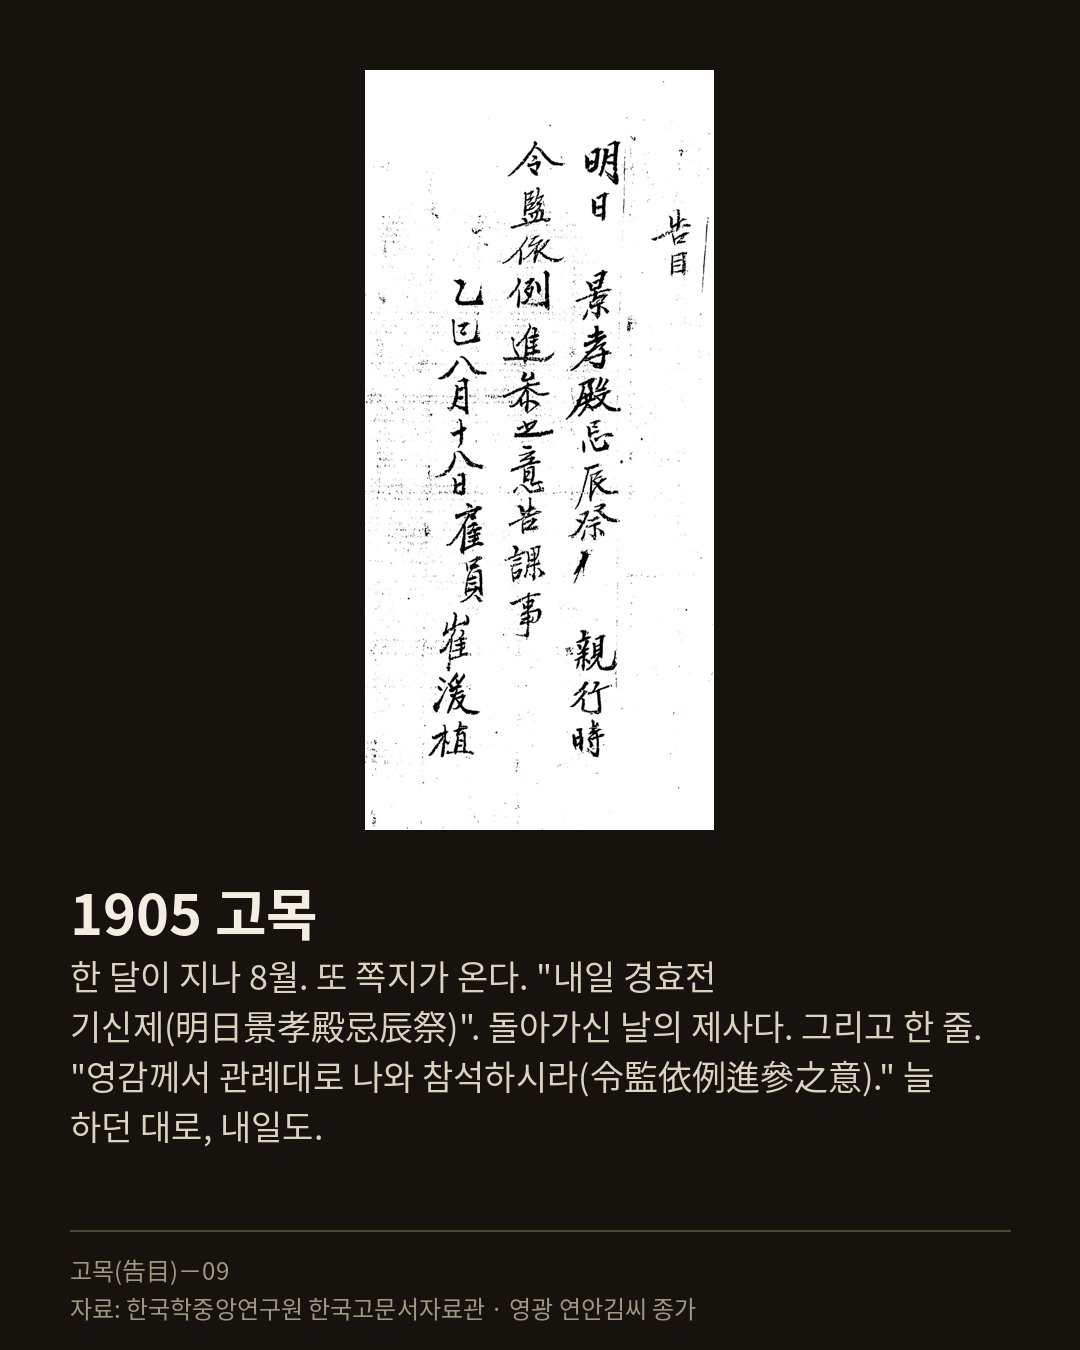 告目
明日 景孝殿忌辰祭 親行時
令監依例進参之意告課事
乙巳八月十八日 雇員 崔湲植
1905 고목
한 달이 지나 8월. 또 쪽지가 온다. "내일 경효전
기신제(明日景孝殿忌辰祭)". 돌아가신 날의 제사다. 그리고 한 줄.
"영감께서 관례대로 나와 참석하시라(令監依例進參之意)." 늘
하던 대로, 내일도.
고목(告目)－09
자료: 한국학중앙연구원 한국고문서자료관 · 영광 연안김씨 종가